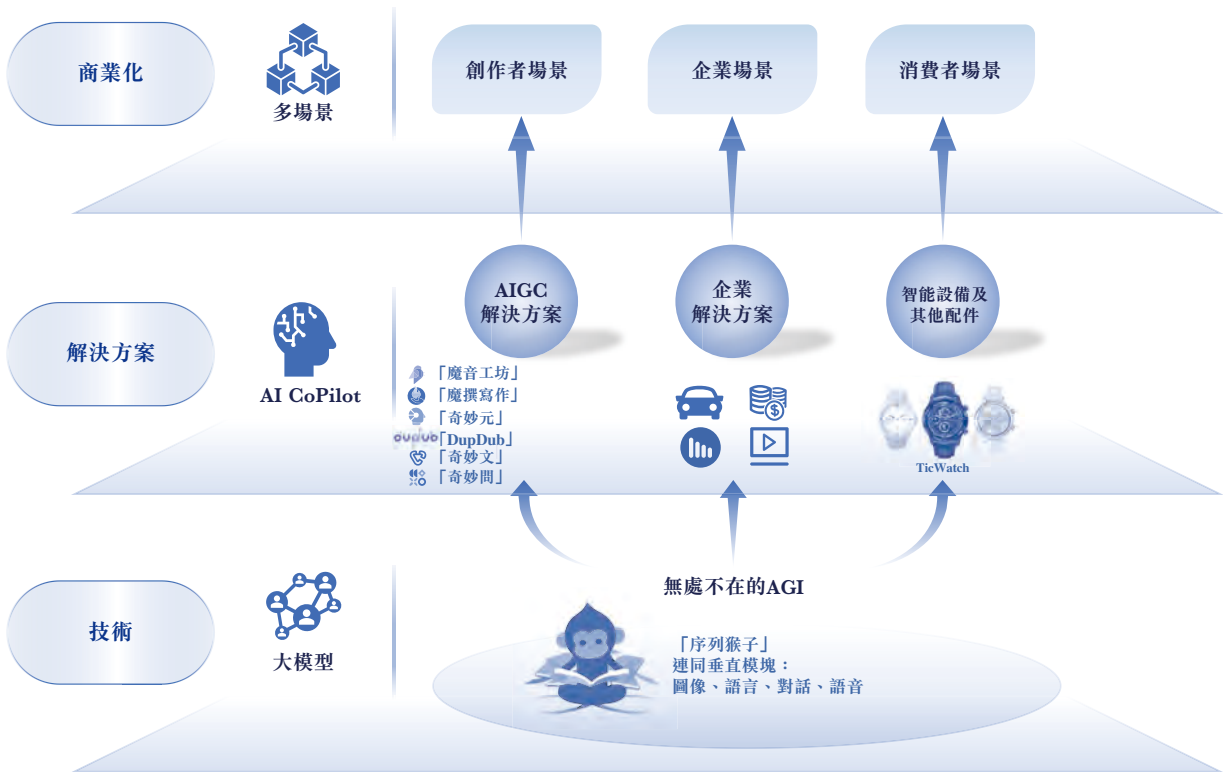 商業化
多場景
創作者場景
企業場景
消費者場景
解決方案
AI CoPilot
AIGC
解決方案
「魔音工坊」
「魔撰寫作」
「奇妙元」
dupdub「DupDub」
「奇妙文」
「奇妙問」
企業
解決方案
智能設備及
其他配件
TicWatch
技術
大模型
無處不在的AGI
「序列猴子」
連同垂直模塊：
圖像、語言、對話、語音